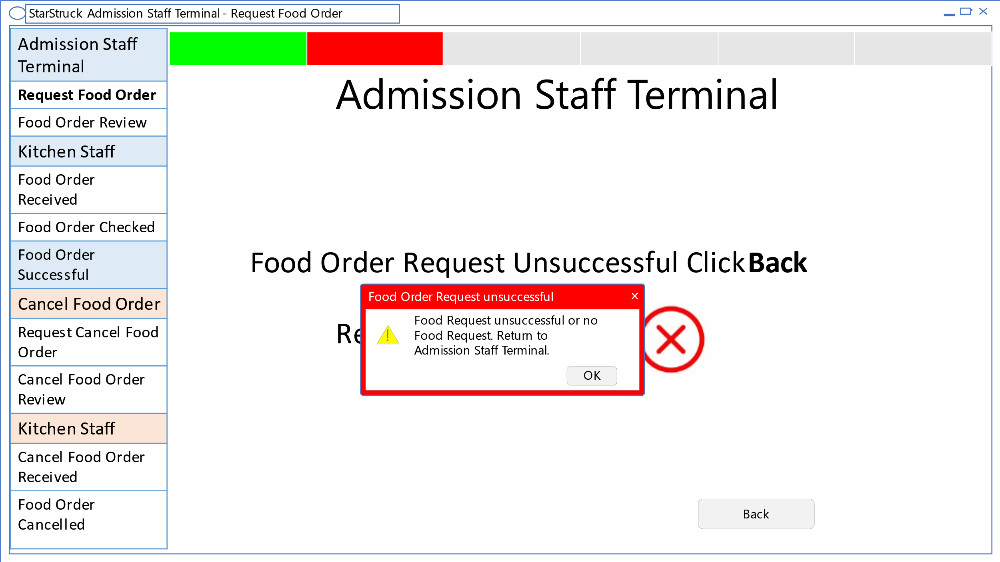 StarStruck Admission Staff Terminal - Request Food Order
Admission Staff
Terminal
Request Food Order
Food Order Review
Kitchen Staff
Food Order
Received
Food Order Checked
Food Order
Successful
Cancel Food Order
Request Cancel Food
Order
Cancel Food Order
Review
Kitchen Staff
Cancel Food Order
Received
Food Order
Cancelled
Admission Staff Terminal
Food Order Request Unsuccessful Click Back
Food Order Request unsuccessful
Food Request unsuccessful or no
Food Request. Return to
Admission Staff Terminal.
OK
Back